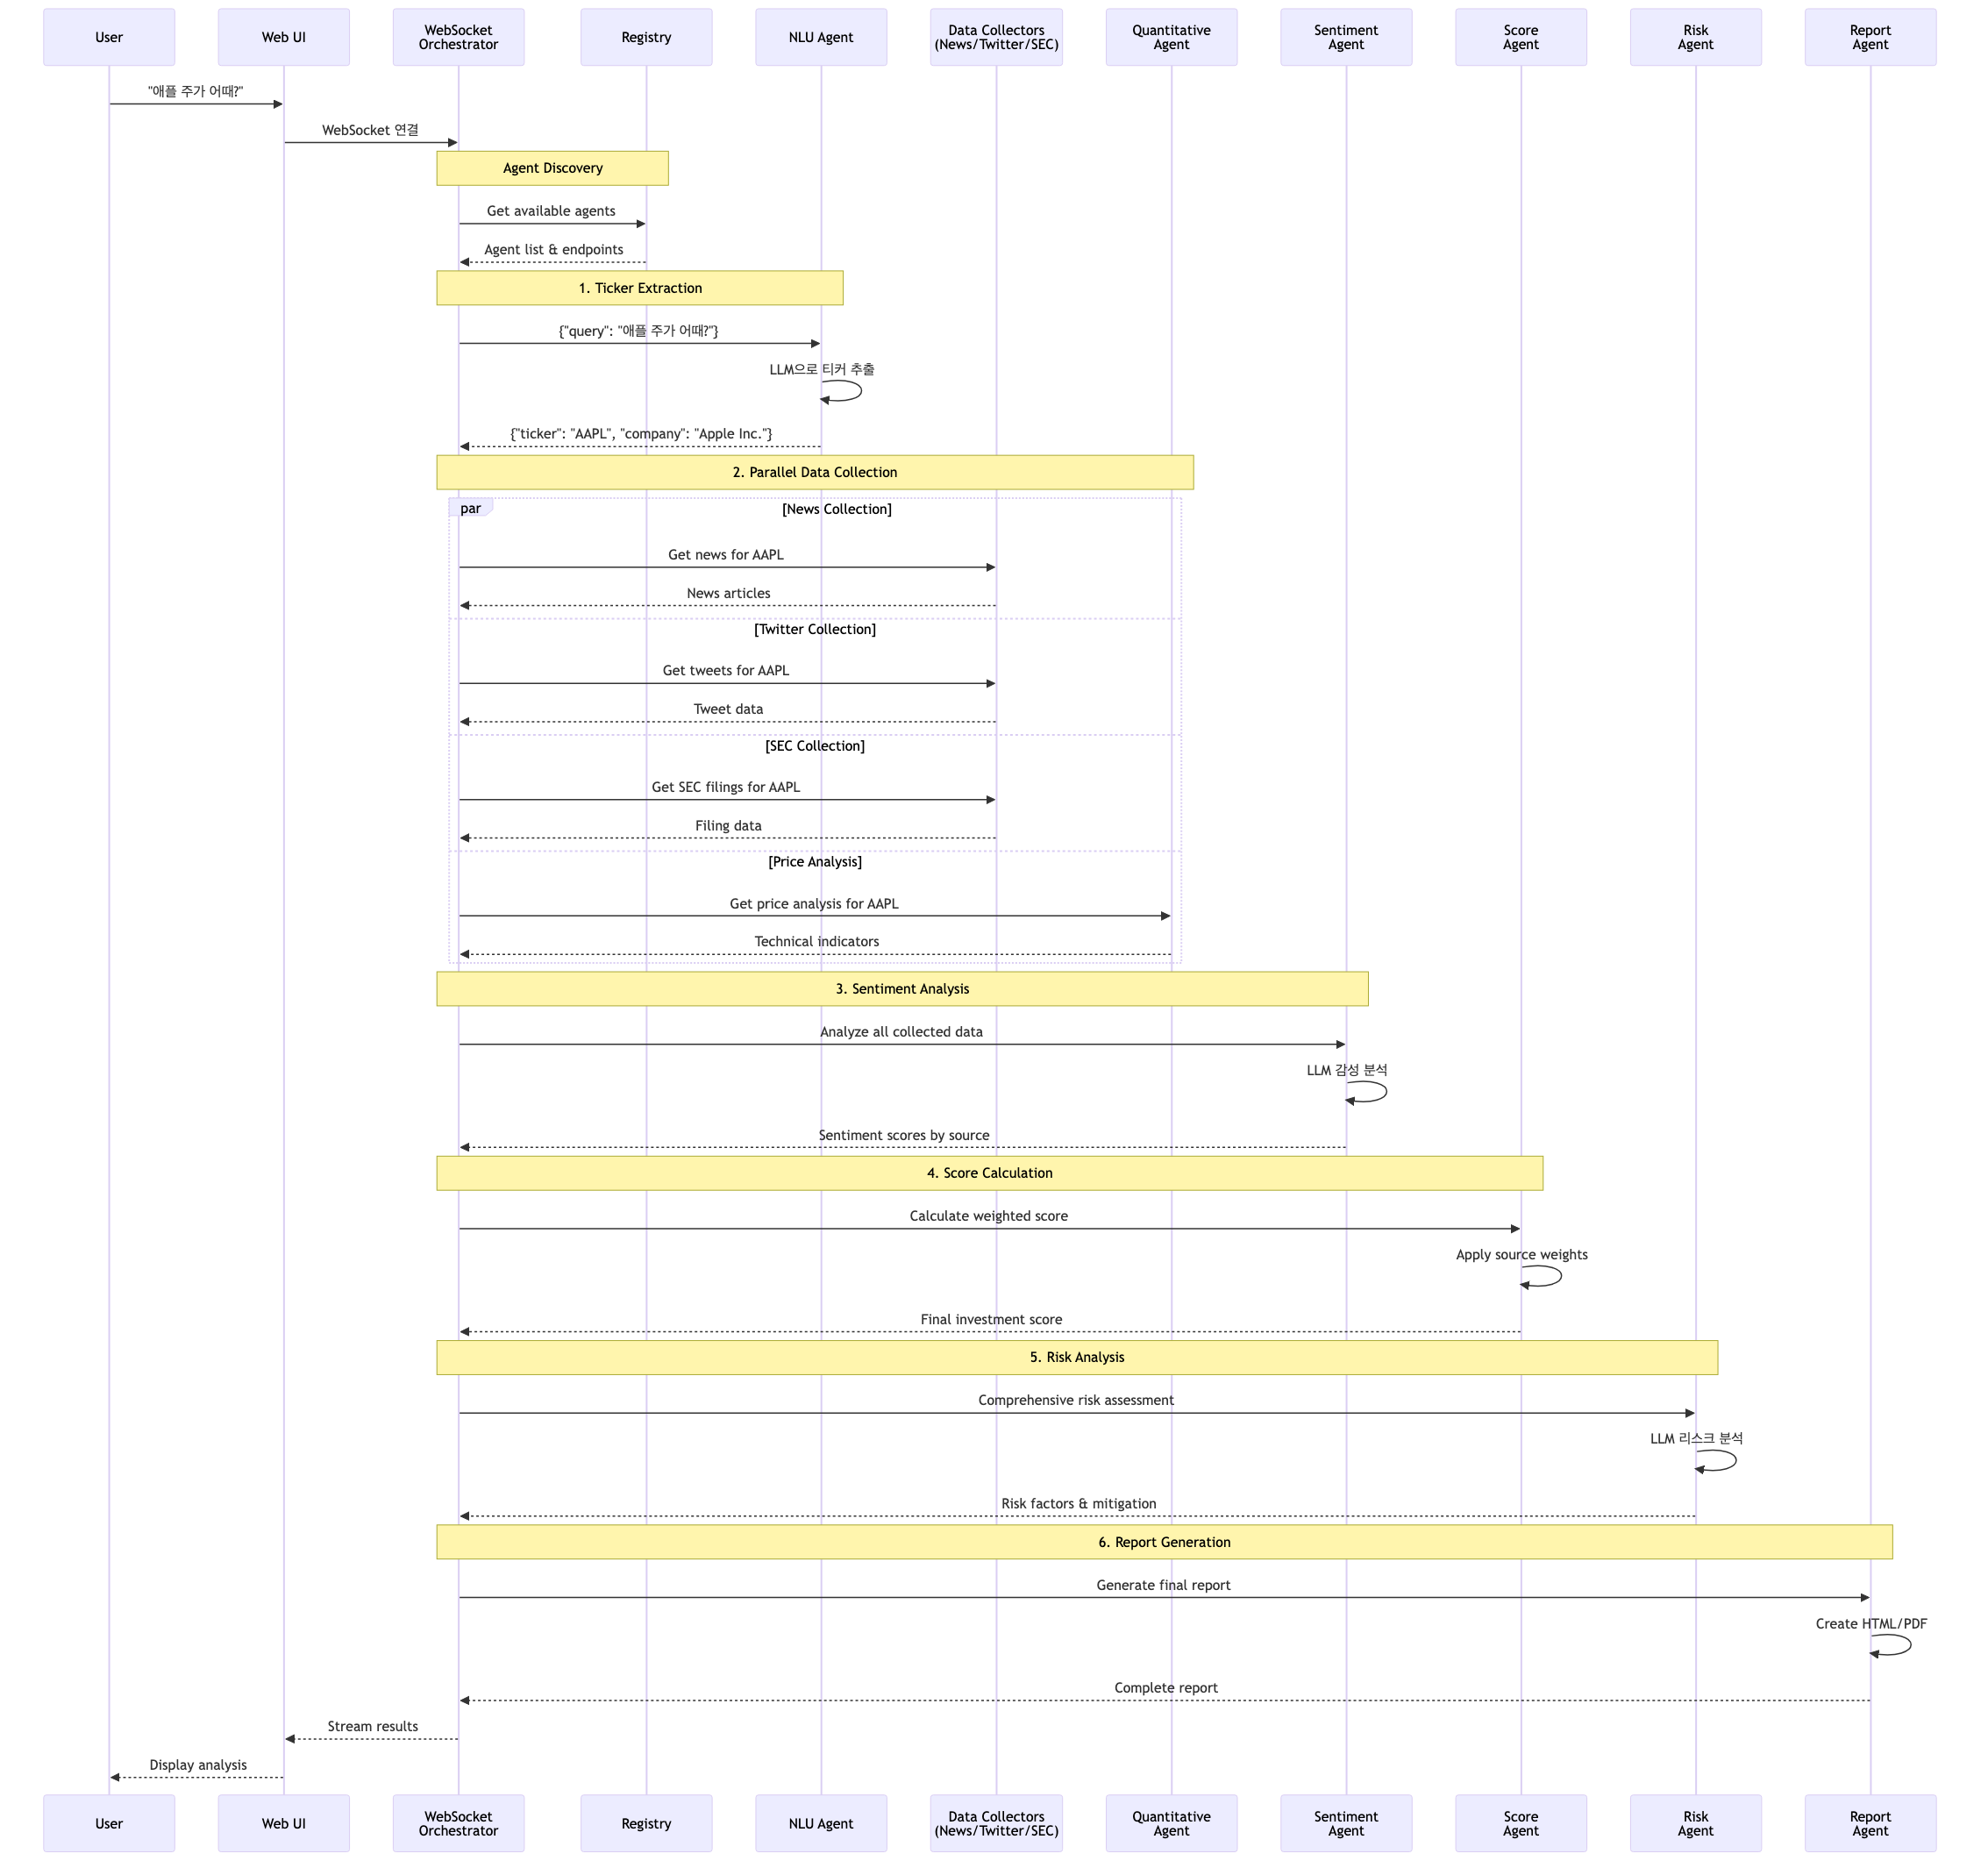 User
Web UI
WebSocket
Orchestrator
Registry
NLU Agent
Data Collectors
(News/Twitter/SEC)
Quantitative
Agent
Sentiment
Agent
Score
Agent
Risk
Agent
Report
Agent
"애플 주가 어때?"
WebSocket 연결
Agent Discovery
Get available agents
Agent list & endpoints
1. Ticker Extraction
{"query": "애플 주가 어때?"}
LLM으로 티커 추출
{"ticker": "AAPL", "company": "Apple Inc."}
2. Parallel Data Collection
par
[News Collection]
Get news for AAPL
News articles
[Twitter Collection]
Get tweets for AAPL
Tweet data
[SEC Collection]
Get SEC filings for AAPL
Filing data
[Price Analysis]
Get price analysis for AAPL
Technical indicators
3. Sentiment Analysis
Analyze all collected data
LLM 감성 분석
Sentiment scores by source
4. Score Calculation
Calculate weighted score
Apply source weights
Final investment score
5. Risk Analysis
Comprehensive risk assessment
LLM 리스크 분석
Risk factors & mitigation
6. Report Generation
Generate final report
Create HTML/PDF
Complete report
Stream results
Display analysis
User
Web UI
WebSocket
Orchestrator
Registry
NLU Agent
Data Collectors
(News/Twitter/SEC)
Quantitative
Agent
Sentiment
Agent
Score
Agent
Risk
Agent
Report
Agent